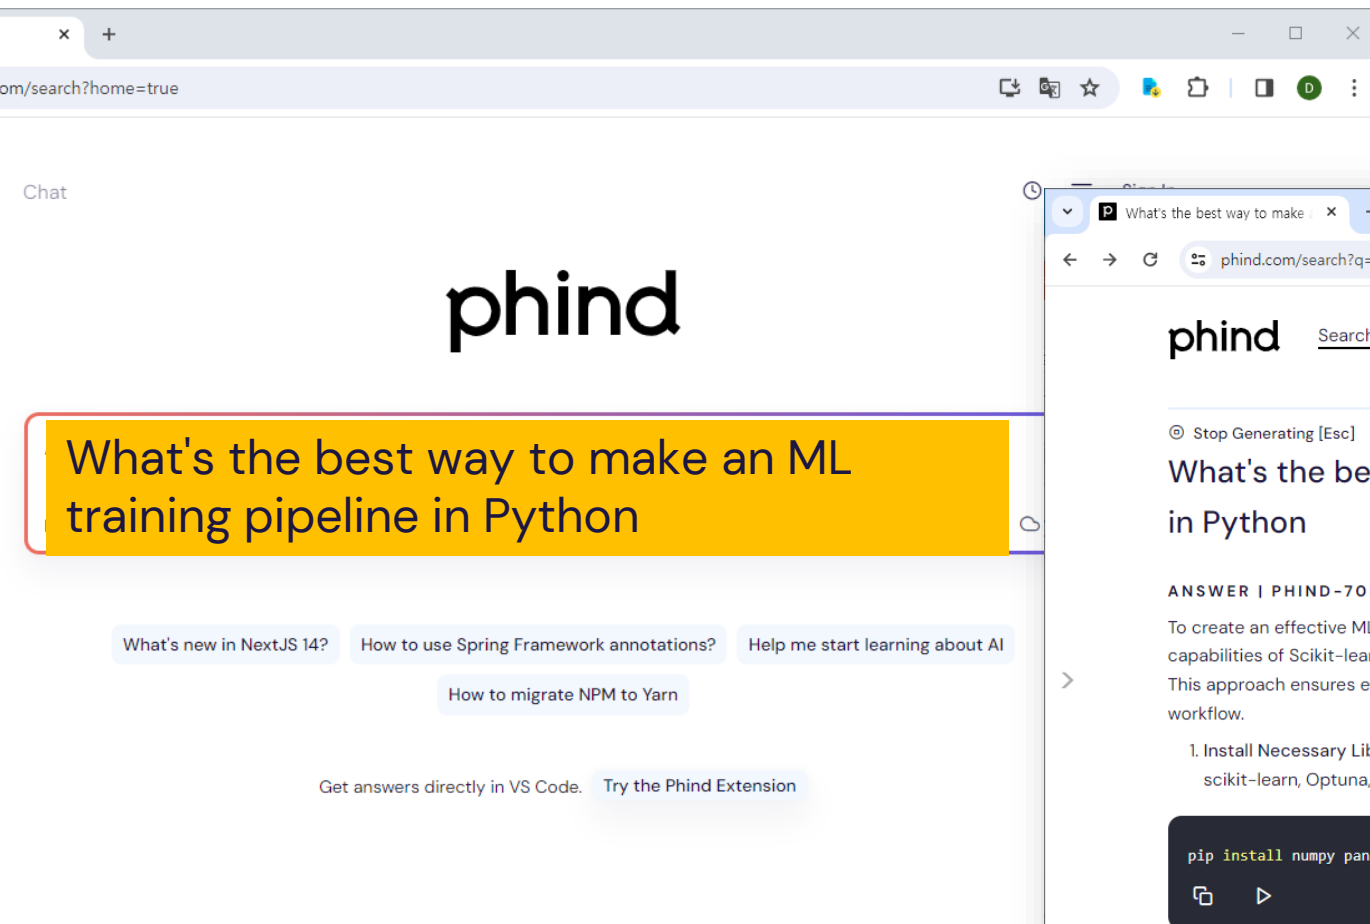 om/search?home=true
D
Chat
phind
What's the best way to make an ML
training pipeline in Python
What's new in NextJS 14?
How to use Spring Framework annotations?
Help me start learning about AI
How to migrate NPM to Yarn
Get answers directly in VS Code.
Try the Phind Extension
What's the best way to make
phind.com/search?q=
phind
Search
Stop Generating [Esc]
What's the be
in Python
ANSWER | PHIND-70
To create an effective ML
capabilities of Scikit-lear
This approach ensures e
workflow.
1. Install Necessary Lib
scikit-learn, Optuna,
pip install numpy pan